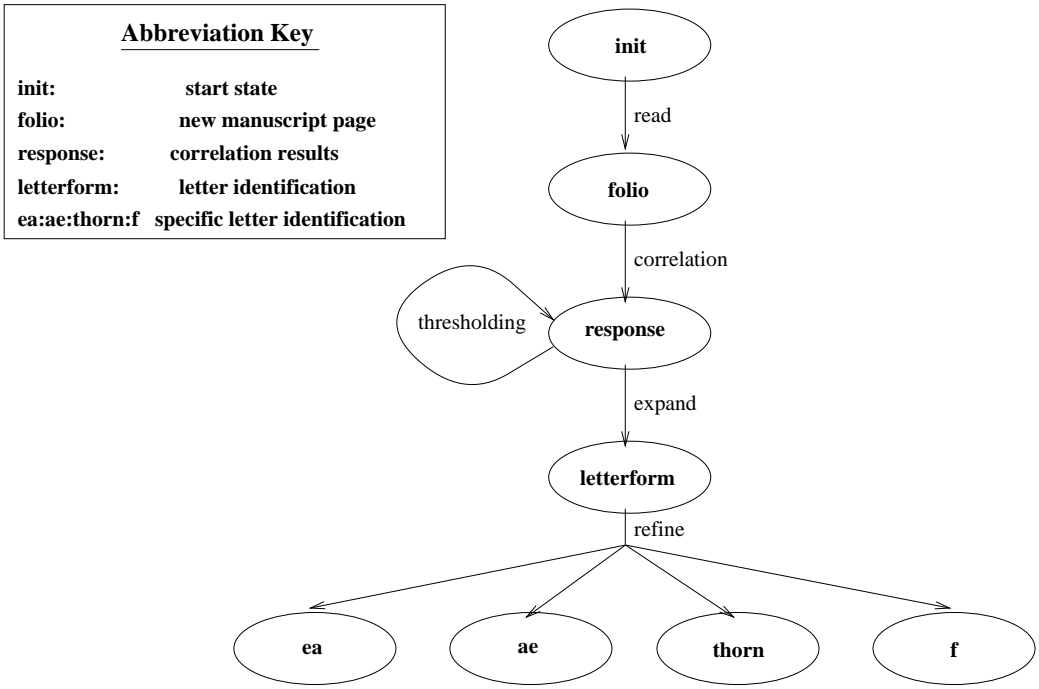 Abbreviation Key
init: start state
folio: new manuscript page
response: correlation results
letterform: letter identification
ea:ae:thorn:f specific letter identification
init
read
folio
correlation
thresholding
response
expand
letterform
refine
ea ae thorn f